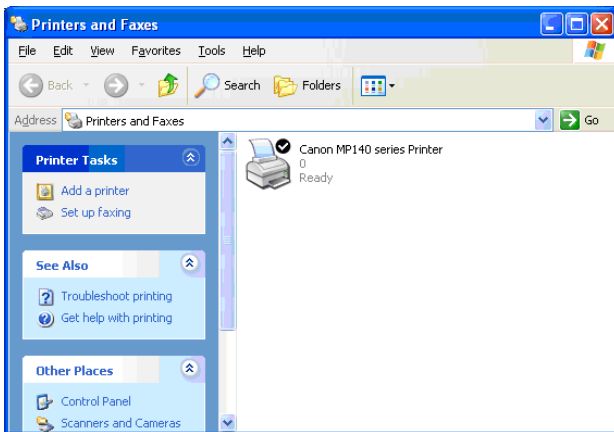 Printers and Faxes
File Edit View Favorites Tools Help
Back Search Folders
Address Printers and Faxes Go
Printer Tasks
Add a printer
Set up faxing
See Also
Troubleshoot printing
Get help with printing
Other Places
Control Panel
Scanners and Cameras
Canon MP140 series Printer
0
Ready